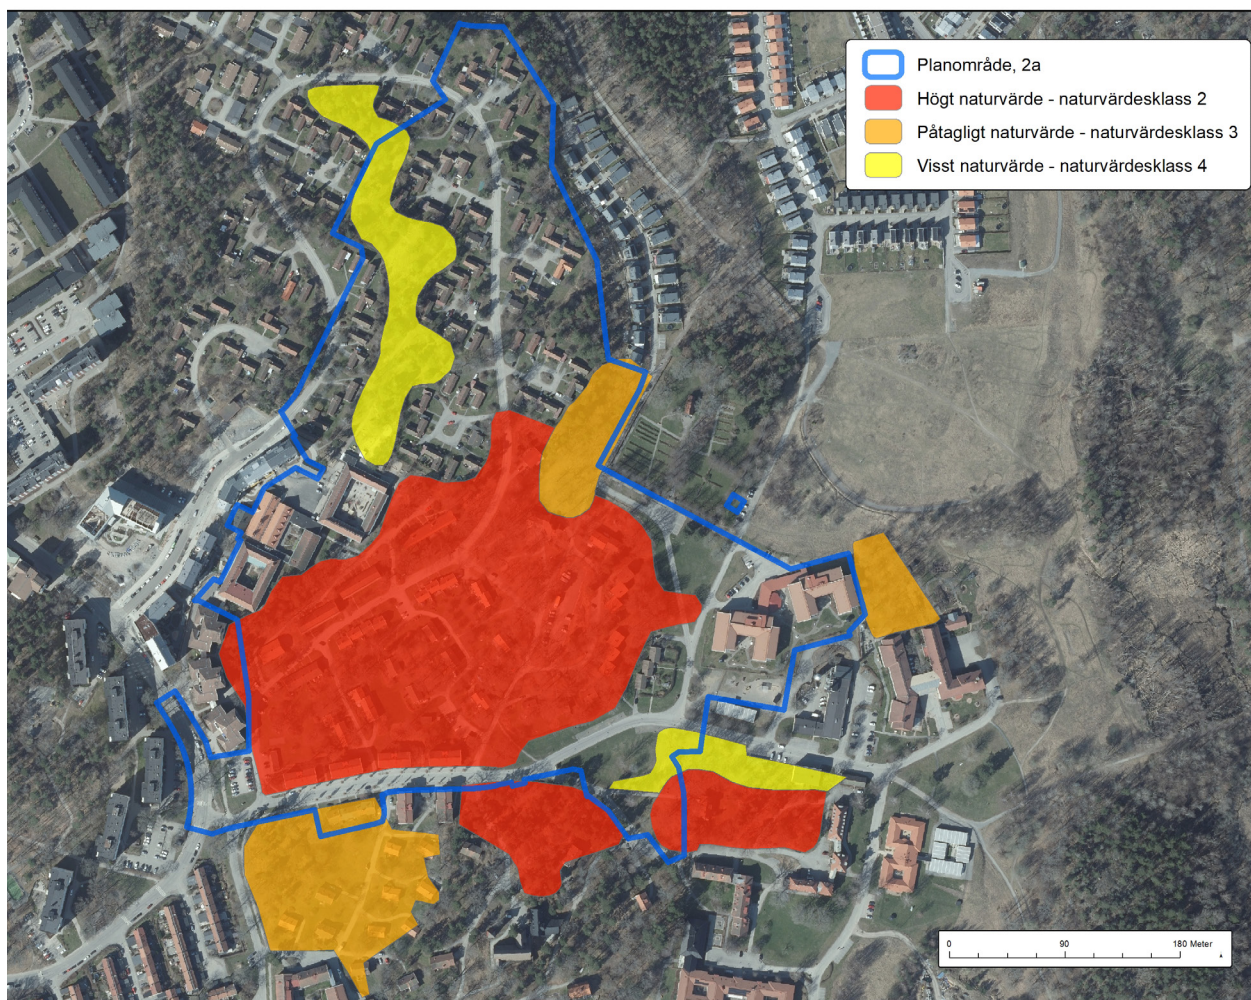 Planområde, 2a
Högt naturvärde - naturvärdesklass 2
Påtagligt naturvärde - naturvärdesklass 3
Visst naturvärde - naturvärdesklass 4
0 90 180 Meter